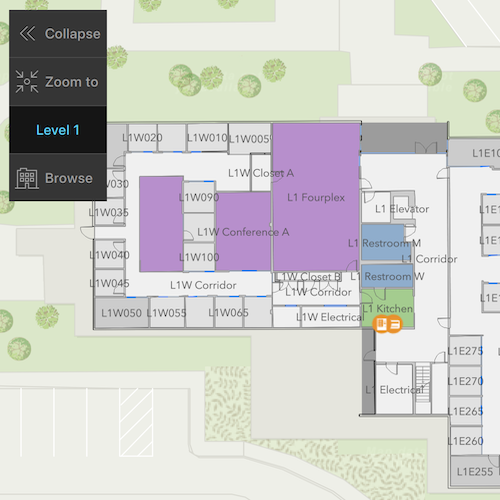 Collapse
Zoom to
Level 1
Browse
L1W020
L1W010
L1W005
L1W Closet A
L1W035
L1W090
L1 Fourplex
L1 Elevator
L1W Conference A
L1 Restroom M
L1 Corridor
L1W040
L1W100
L1W045
L1W Corridor
L1W Closet B
L1 Restroom W
L1W Corridor
L1 Kitchen
L1W050
L1W055
L1W065
L1W Electrical
L1E275
L1E270
L1E265
L1E260
L1E255
L1 Electrical